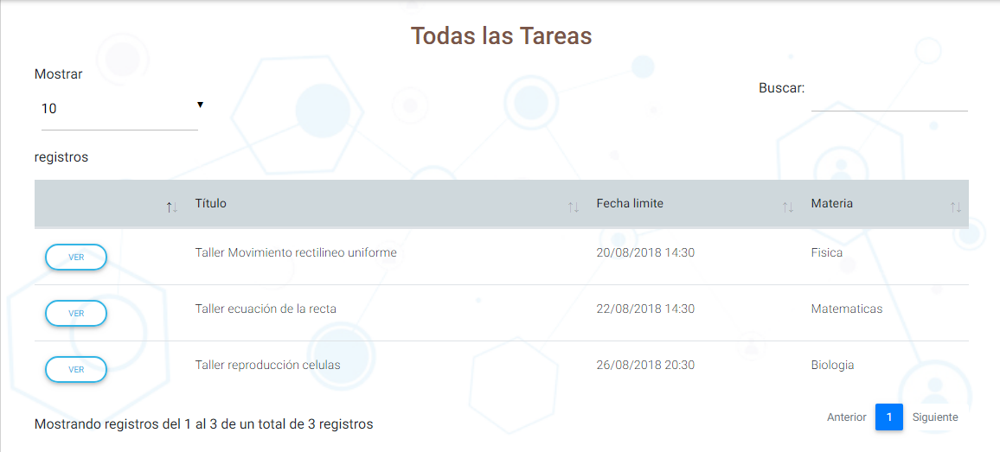 Todas las Tareas
Mostrar
10
registros
Buscar:
Título Fecha limite Materia
VER Taller Movimiento rectilineo uniforme 20/08/2018 14:30 Fisica
VER Taller ecuación de la recta 22/08/2018 14:30 Matematicas
VER Taller reproducción celulas 26/08/2018 20:30 Biologia
Mostrando registros del 1 al 3 de un total de 3 registros
Anterior 1 Siguiente